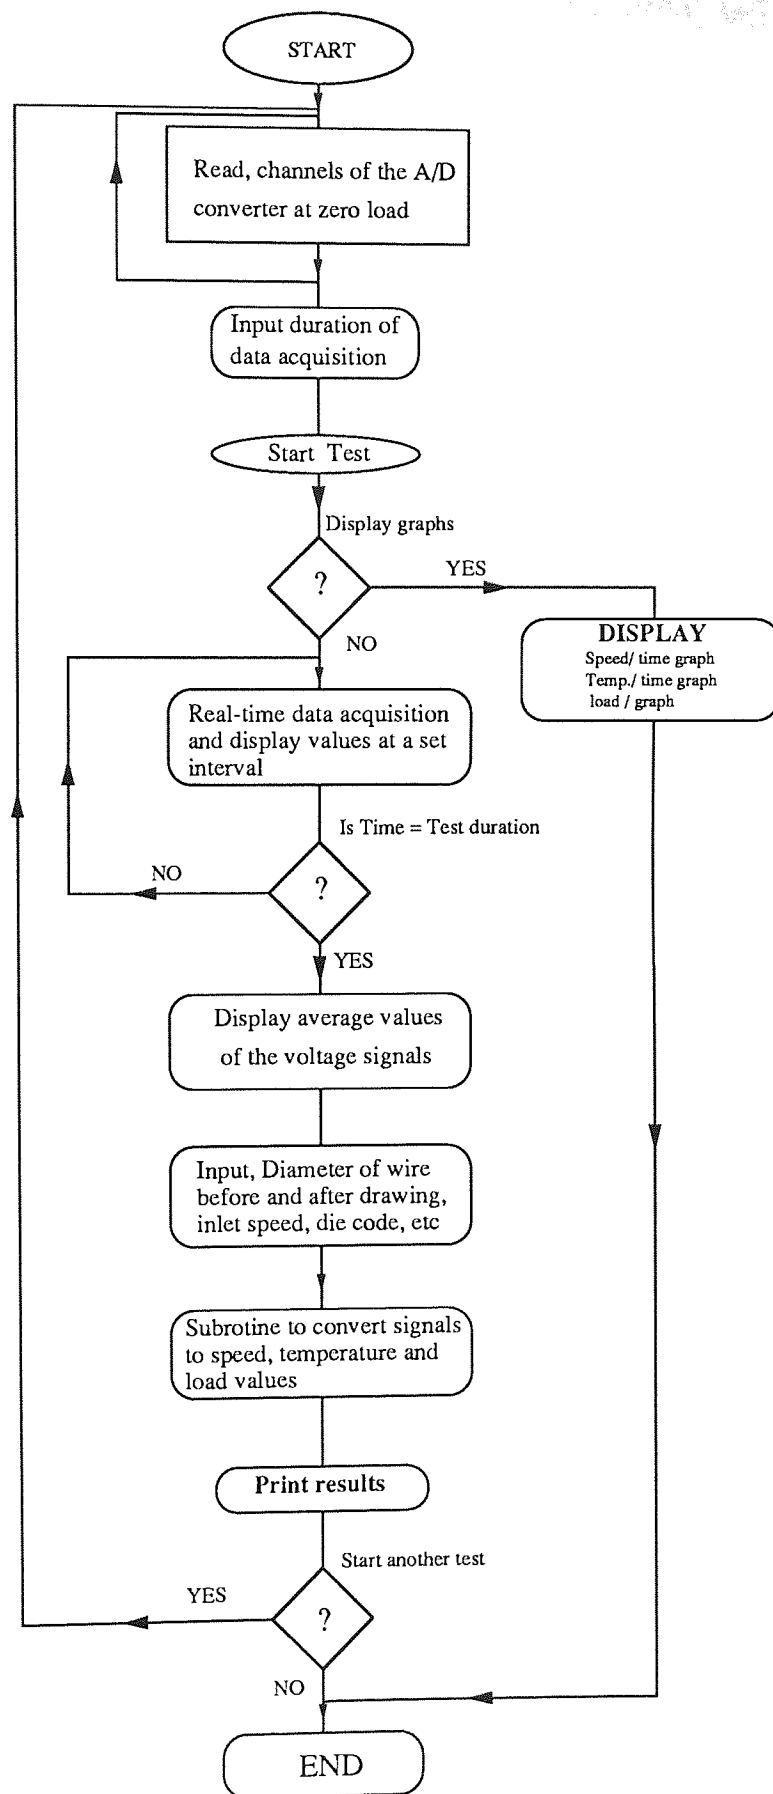 START
Read, channels of the A/D
converter at zero load
Input duration of
data acquisition
Start Test
Display graphs
?
YES
NO
DISPLAY
Speed/ time graph
Temp./ time graph
load / graph
Real-time data acquisition
and display values at a set
interval
Is Time = Test duration
?
NO
YES
Display average values
of the voltage signals
Input, Diameter of wire
before and after drawing,
inlet speed, die code, etc
Subrotine to convert signals
to speed, temperature and
load values
Print results
Start another test
?
YES
NO
END